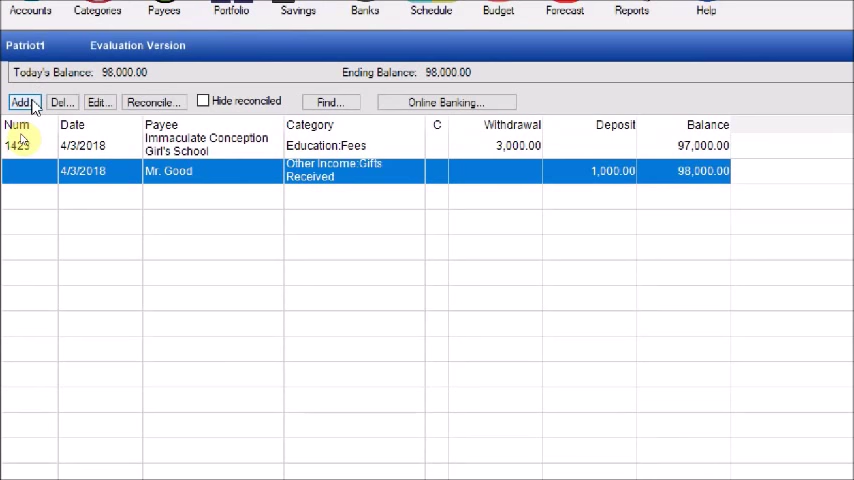 Accounts Categories Payees Portfolio Savings Banks Schedule Budget Forecast Reports Help
Patriot1 Evaluation Version
Today's Balance: 98,000.00 Ending Balance: 98,000.00
Add... Del... Edit... Reconcile... Hide reconciled Find... Online Banking...
Num Date Payee Category C Withdrawal Deposit Balance
1423 4/3/2018 Immaculate Conception Girl's School Education:Fees 3,000.00 97,000.00
4/3/2018 Mr. Good Other Income:Gifts Received 1,000.00 98,000.00